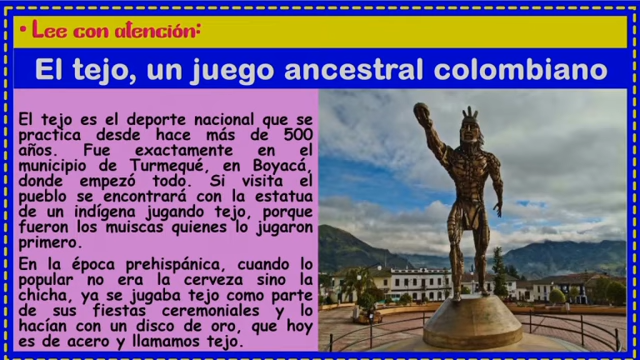 • Lee con atención:
El tejo, un juego ancestral colombiano
El tejo es el deporte nacional que se
practica desde hace más de 500
años. Fue exactamente en el
municipio de Turmequé, en Boyacá,
donde empezó todo. Si visita el
pueblo se encontrará con la estatua
de un indígena jugando tejo, porque
fueron los muiscas quienes lo jugaron
primero.
En la época prehispánica, cuando lo
popular no era la cerveza sino la
chicha, ya se jugaba tejo como parte
de sus fiestas ceremoniales y lo
hacían con un disco de oro, que hoy
es de acero y llamamos tejo.